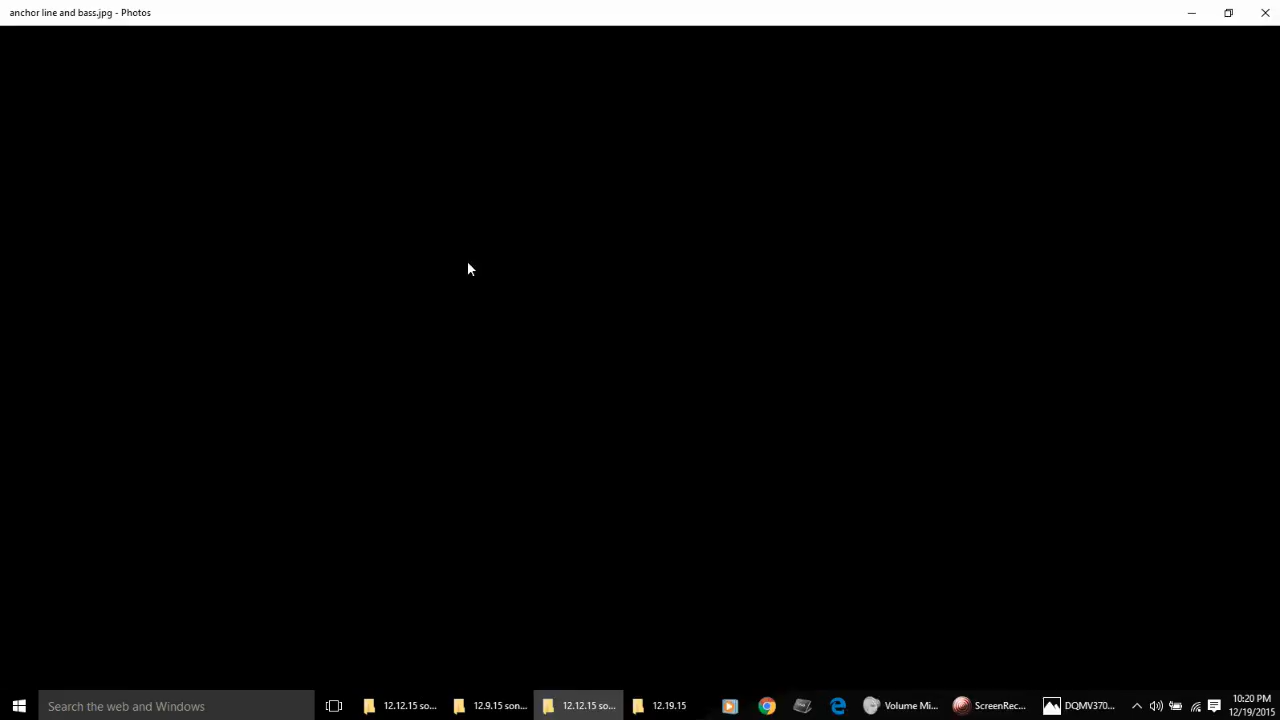 anchor line and bass.jpg - Photos
Search the web and Windows
12.12.15 so...
12.9.15 son...
12.12.15 so...
12.19.15
Volume Mi...
ScreenRec...
DQMV370...
10:20 PM
12/19/2015